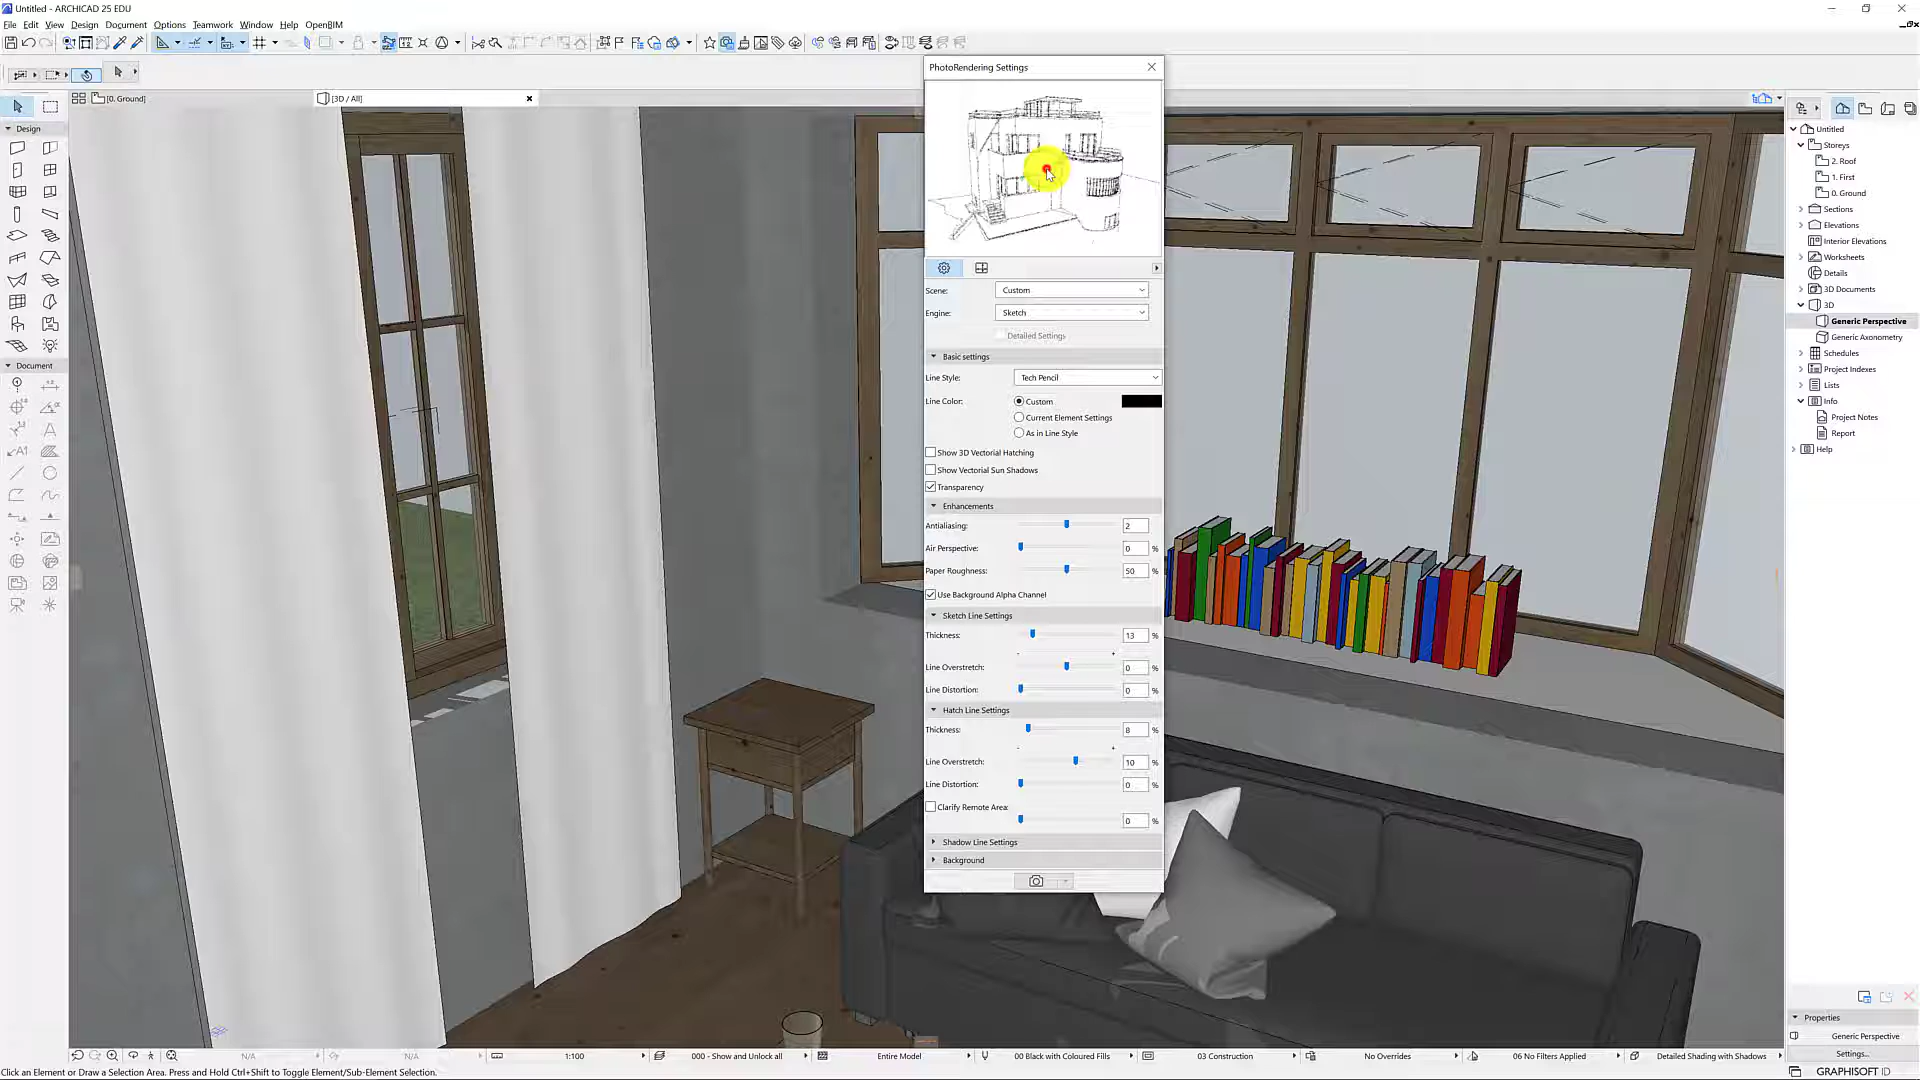 Untitled - ARCHICAD 25 EDU
File Edit View Design Document Options Teamwork Window Help OpenBIM
PhotoRendering Settings
[0. Ground]
[3D / All]
Design
Document
Scene: Custom
Engine: Sketch
Detailed Settings
Basic settings
Line Style: Tech Pencil
Line Color: Custom
Current Element Settings
As in Line Style
Show 3D Vectorial Hatching
Show Vectorial Sun Shadows
Transparency
Enhancements
Antialiasing: 2
Air Perspective: 0 %
Paper Roughness: 50 %
Use Background Alpha Channel
Sketch Line Settings
Thickness: 13 %
- +
Line Overstretch: 0 %
Line Distortion: 0 %
Hatch Line Settings
Thickness: 8 %
- +
Line Overstretch: 10 %
Line Distortion: 0 %
Clarify Remote Area:
0 %
Shadow Line Settings
Background
Untitled
Storeys
2. Roof
1. First
0. Ground
Sections
Elevations
Interior Elevations
Worksheets
Details
3D Documents
3D
Generic Perspective
Generic Axonometry
Schedules
Project Indexes
Lists
Info
Project Notes
Report
Help
Properties
Generic Perspective
Settings...
N/A N/A 1:100 000 - Show and Unlock all Entire Model 00 Black with Coloured Fills 03 Construction No Overrides 06 No Filters Applied Detailed Shading with Shadows
Click an Element or Draw a Selection Area. Press and Hold Ctrl+Shift to Toggle Element/Sub-Element Selection.
GRAPHISOFT ID